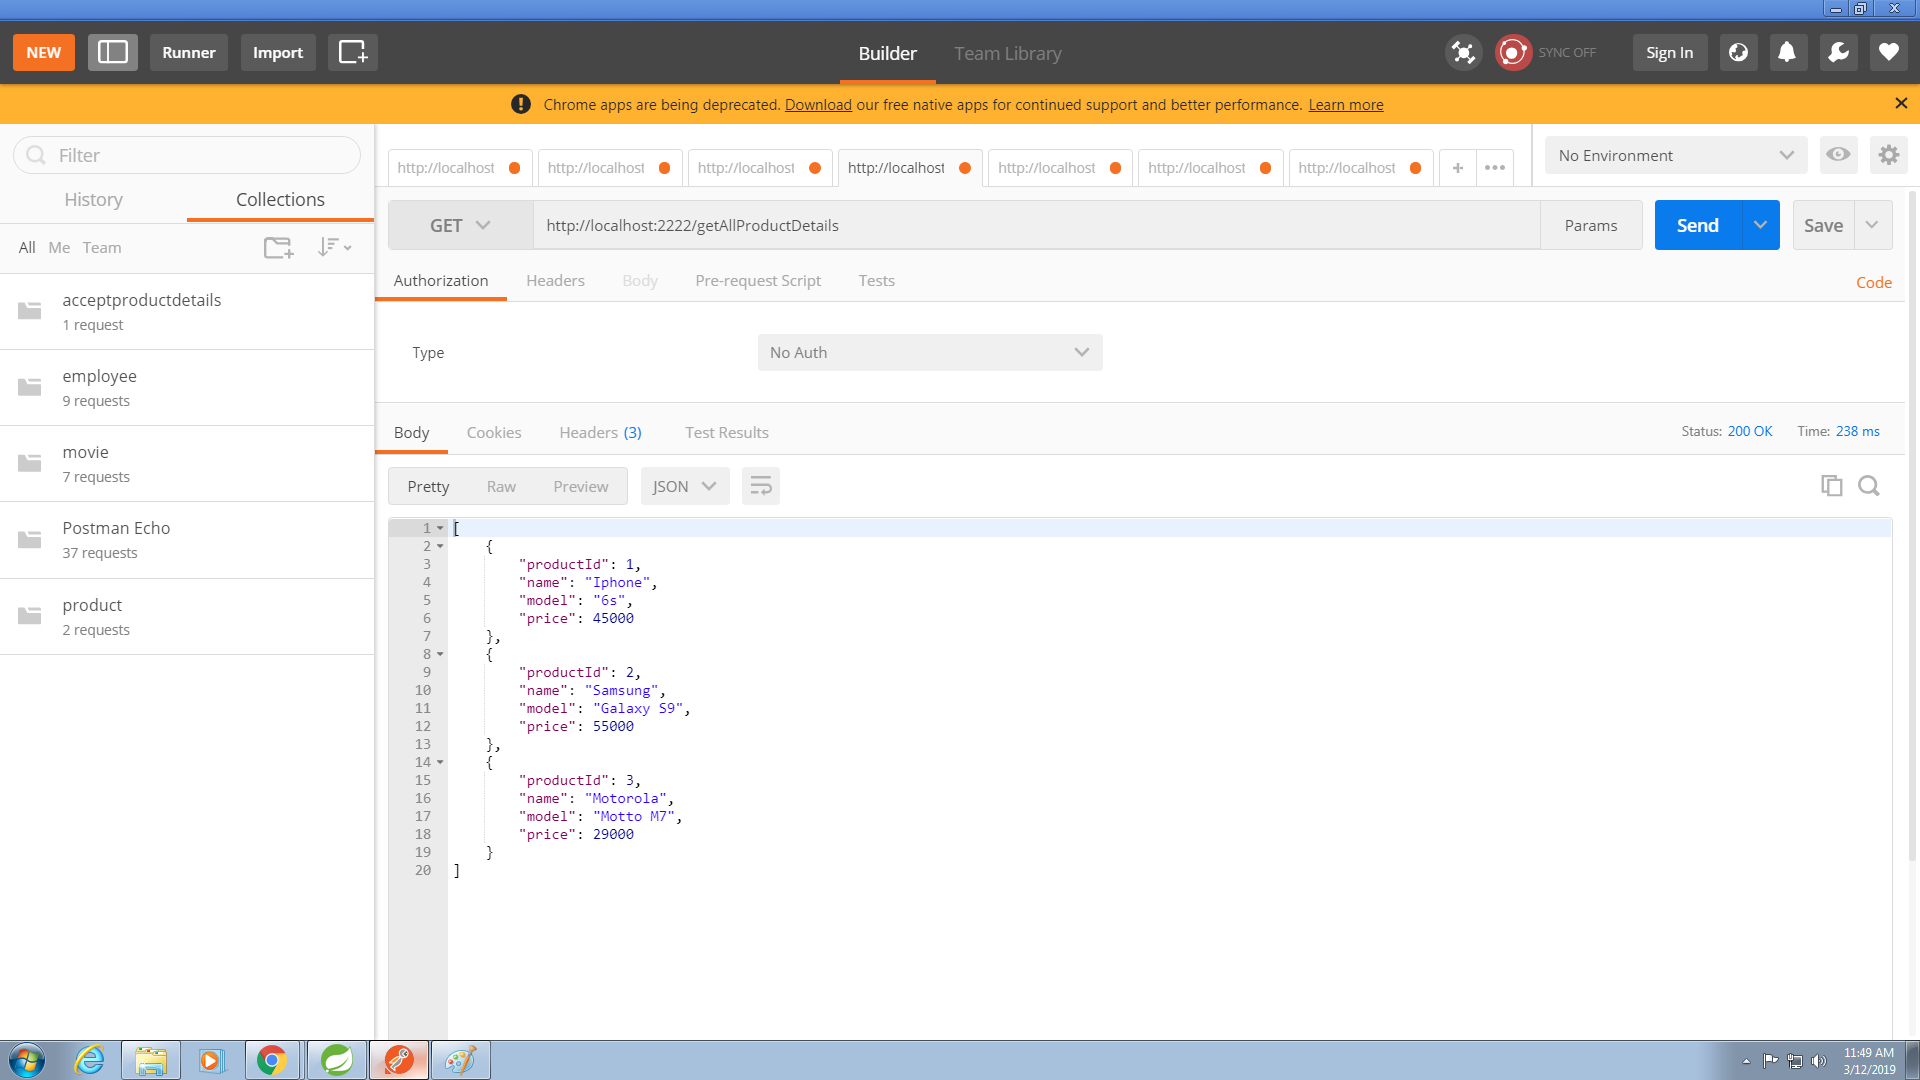 NEW
Runner
Import
Builder
Team Library
SYNC OFF
Sign In
Chrome apps are being deprecated. Download our free native apps for continued support and better performance. Learn more
Filter
History
Collections
All Me Team
acceptproductdetails
1 request
employee
9 requests
movie
7 requests
Postman Echo
37 requests
product
2 requests
http://localhost
http://localhost
http://localhost
http://localhost
http://localhost
http://localhost
http://localhost
No Environment
GET
http://localhost:2222/getAllProductDetails
Params
Send
Save
Authorization
Headers
Body
Pre-request Script
Tests
Code
Type
No Auth
Body
Cookies
Headers (3)
Test Results
Status: 200 OK
Time: 238 ms
Pretty
Raw
Preview
JSON
1 [
2 {
3 "productId": 1,
4 "name": "Iphone",
5 "model": "6s",
6 "price": 45000
7 },
8 {
9 "productId": 2,
10 "name": "Samsung",
11 "model": "Galaxy S9",
12 "price": 55000
13 },
14 {
15 "productId": 3,
16 "name": "Motorola",
17 "model": "Motto M7",
18 "price": 29000
19 }
20 ]
11:49 AM
3/12/2019